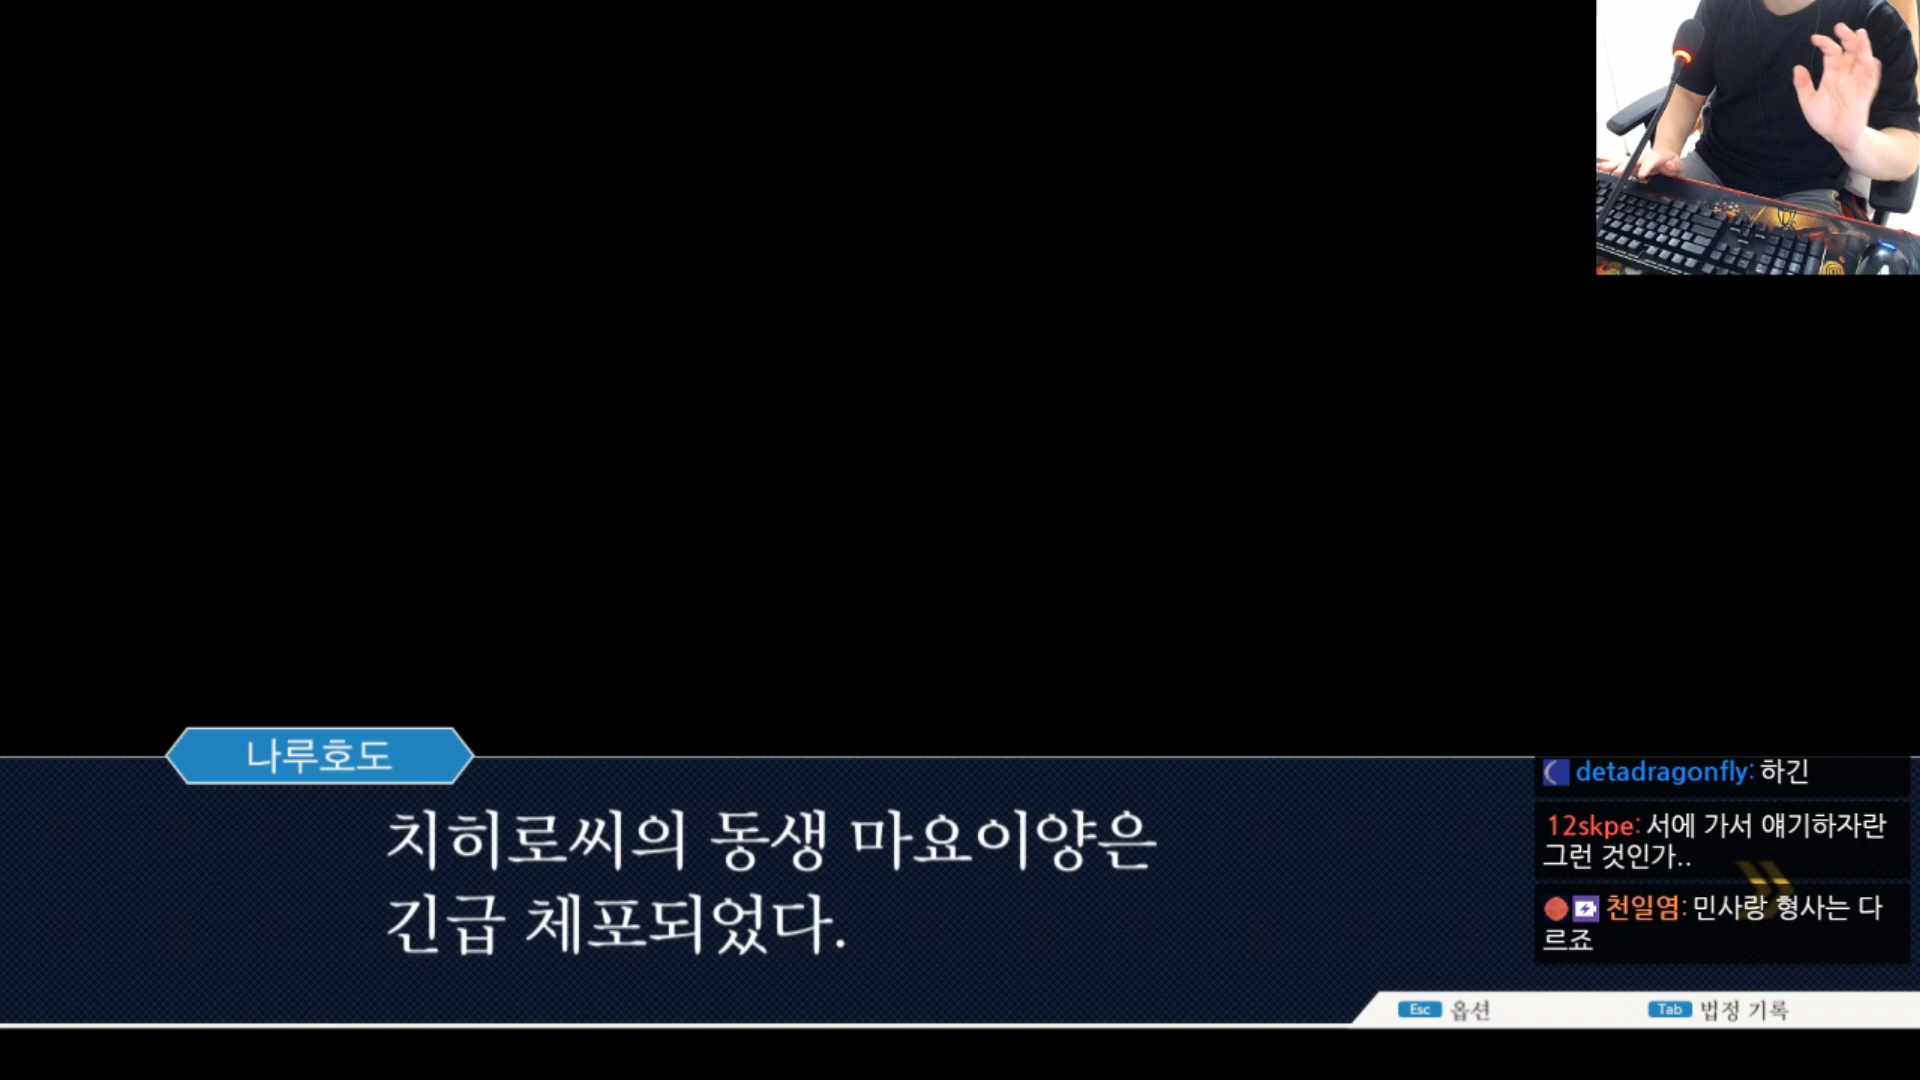 나루호도
치히로씨의 동생 마요이양은
긴급 체포되었다.
detadragonfly: 하긴
12skpe: 서에 가서 얘기하자란
그런 것인가..
천일염: 민사랑 형사는 다
르죠
Esc 옵션
Tab 법정 기록